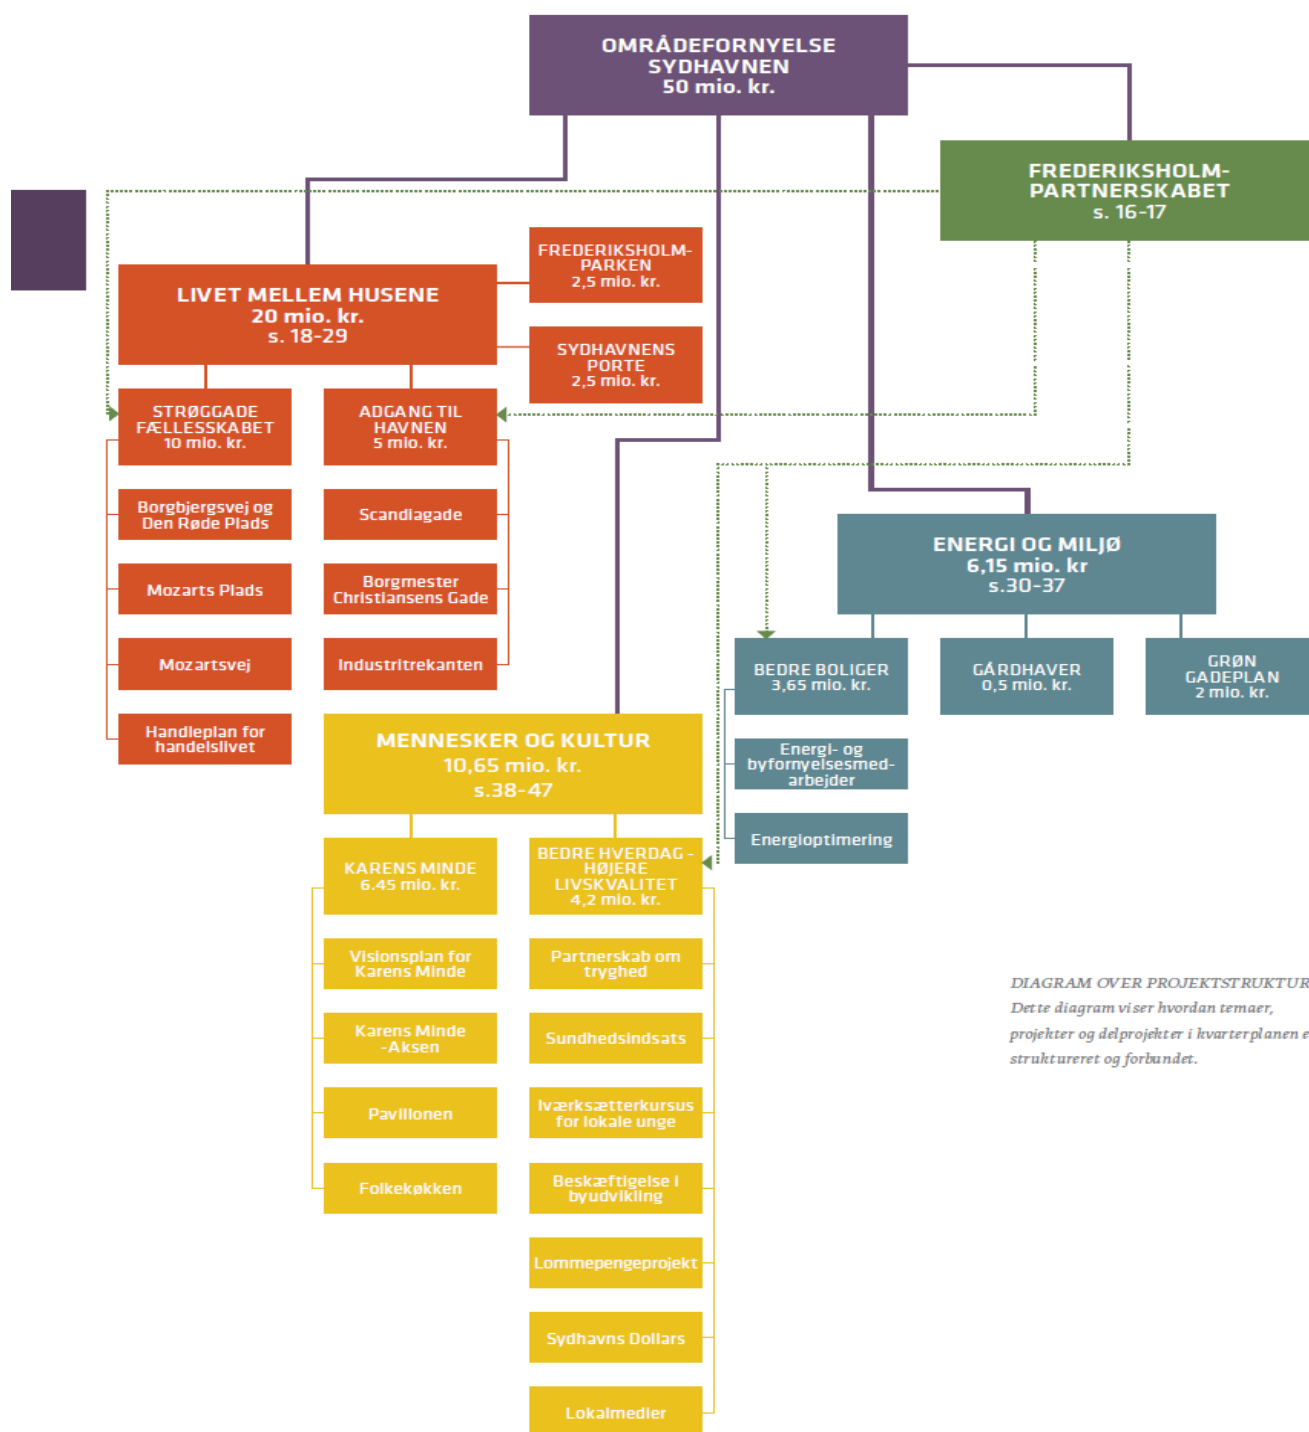 OMRÅDEFORNYELSE
SYDHAVNEN
50 mio. kr.
FREDERIKSHOLM-
PARTNERSKABET
s. 16-17
LIVET MELLEM HUSENE
20 mio. kr.
s. 18-29
FREDERIKSHOLM-
PARKEN
2,5 mio. kr.
SYDHAVNENS
PORTE
2,5 mio. kr.
STRØGGADE
FÆLLESSKABET
10 mio. kr.
ADGANG TIL
HAVNEN
5 mio. kr.
Borgbjergsvej og
Den Røde Plads
Mozarts Plads
Mozartsvej
Handleplan for
handelslivet
Scandiagade
Borgmester
Christiansens Gade
Industritrekanten
ENERGI OG MILJØ
6,15 mio. kr
s.30-37
BEDRE BOLIGER
3,65 mio. kr.
GÅRDHAVER
0,5 mio. kr.
GRØN
GADEPLAN
2 mio. kr.
Energi- og
byfornyelsesmed-
arbejder
Energioptimering
MENNESKER OG KULTUR
10,65 mio. kr.
s.38-47
KARENS MINDE
6.45 mio. kr.
BEDRE HVERDAG -
HØJERE
LIVSKVALITET
4,2 mio. kr.
Visionsplan for
Karens Minde
Karens Minde
-Aksen
Pavillonen
Folkekøkken
Partnerskab om
tryghed
Sundhedsindsats
Iværksætterkursus
for lokale unge
Beskæftigelse i
byudvikling
Lommepengeprojekt
Sydhavns Dollars
Lokalmedier
DIAGRAM OVER PROJEKTSTRUKTUR
Dette diagram viser hvordan temaer,
projekter og delprojekter i kvarterplanen e
struktureret og forbundet.